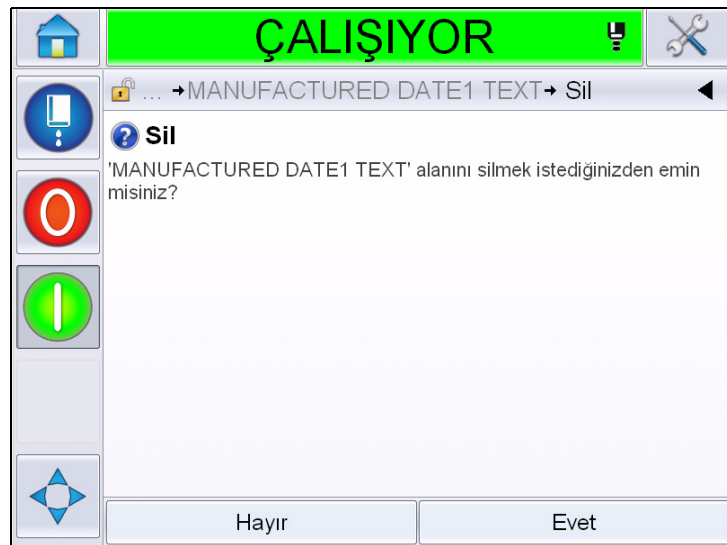 ÇALIŞIYOR
... →MANUFACTURED DATE1 TEXT→ Sil
Sil
'MANUFACTURED DATE1 TEXT' alanını silmek istediğinizden emin
misiniz?
Hayır
Evet